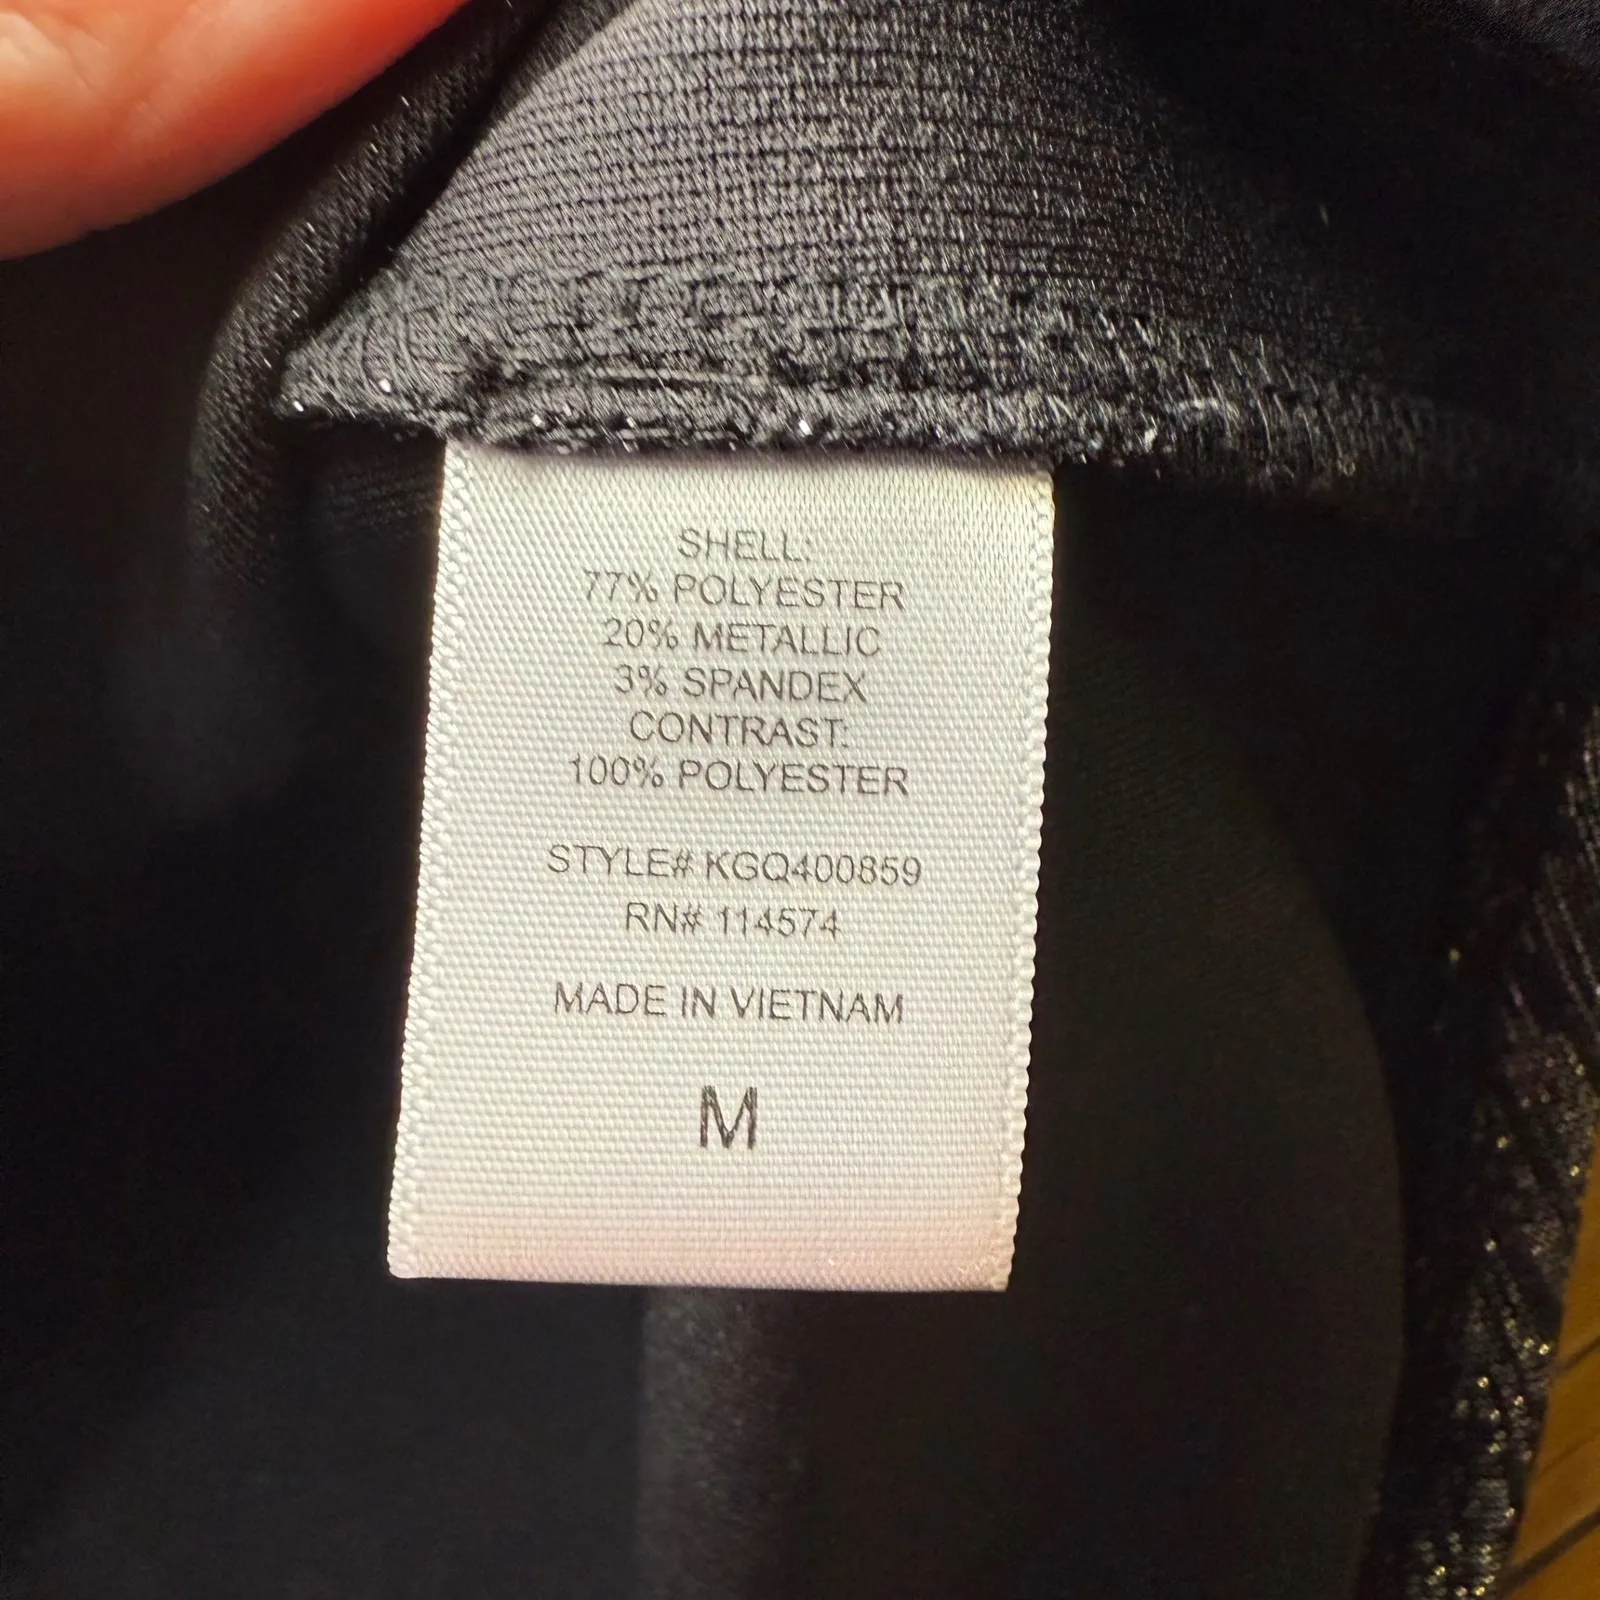 SHELL:
77% POLYESTER
20% METALLIC
3% SPANDEX
CONTRAST:
100% POLYESTER
STYLE# KGQ400859
RN# 114574
MADE IN VIETNAM
M